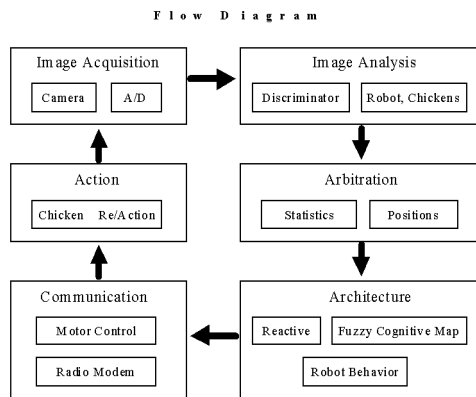 Flow Diagram
Image Acquisition
Camera
A/D
Image Analysis
Discriminator
Robot, Chickens
Action
Chicken Re/Action
Arbitration
Statistics
Positions
Communication
Motor Control
Radio Modem
Architecture
Reactive
Fuzzy Cognitive Map
Robot Behavior